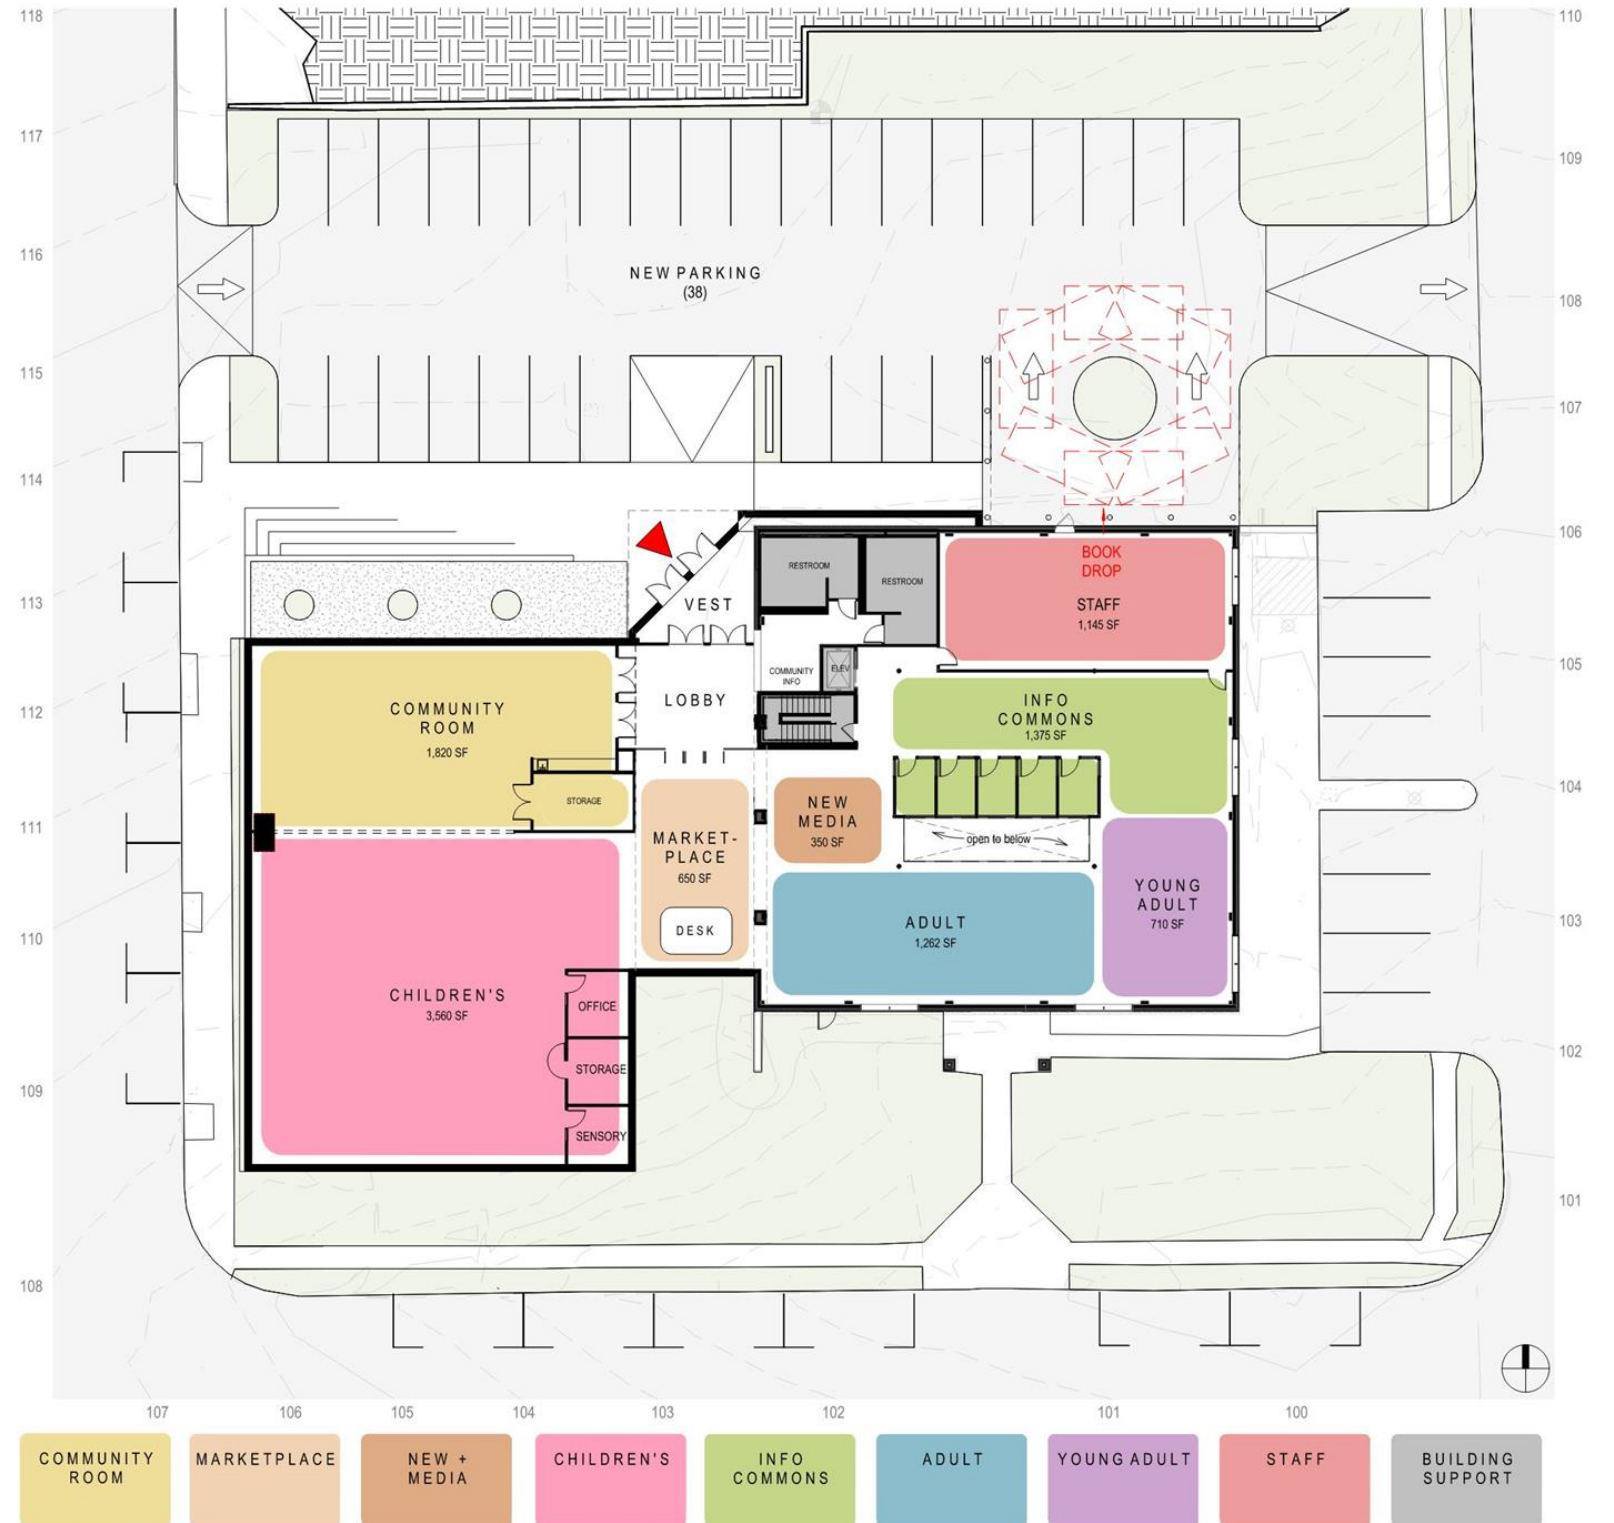 118
110
117
109
116
NEW PARKING
(38)
108
115
107
114
106
BOOK
DROP
RESTROOM
RESTROOM
113
VEST
STAFF
1,145 SF
105
COMMUNITY
INFO
ELEV
112
COMMUNITY
ROOM
1,820 SF
LOBBY
INFO
COMMONS
1,375 SF
104
STORAGE
111
MARKET-
PLACE
650 SF
NEW
MEDIA
350 SF
open to below
YOUNG
ADULT
710 SF
103
110
DESK
ADULT
1,262 SF
CHILDREN'S
3,560 SF
OFFICE
102
STORAGE
109
SENSORY
101
108
107
106
105
104
103
102
101
100
COMMUNITY
ROOM
MARKETPLACE
NEW +
MEDIA
CHILDREN'S
INFO
COMMONS
ADULT
YOUNG ADULT
STAFF
BUILDING
SUPPORT